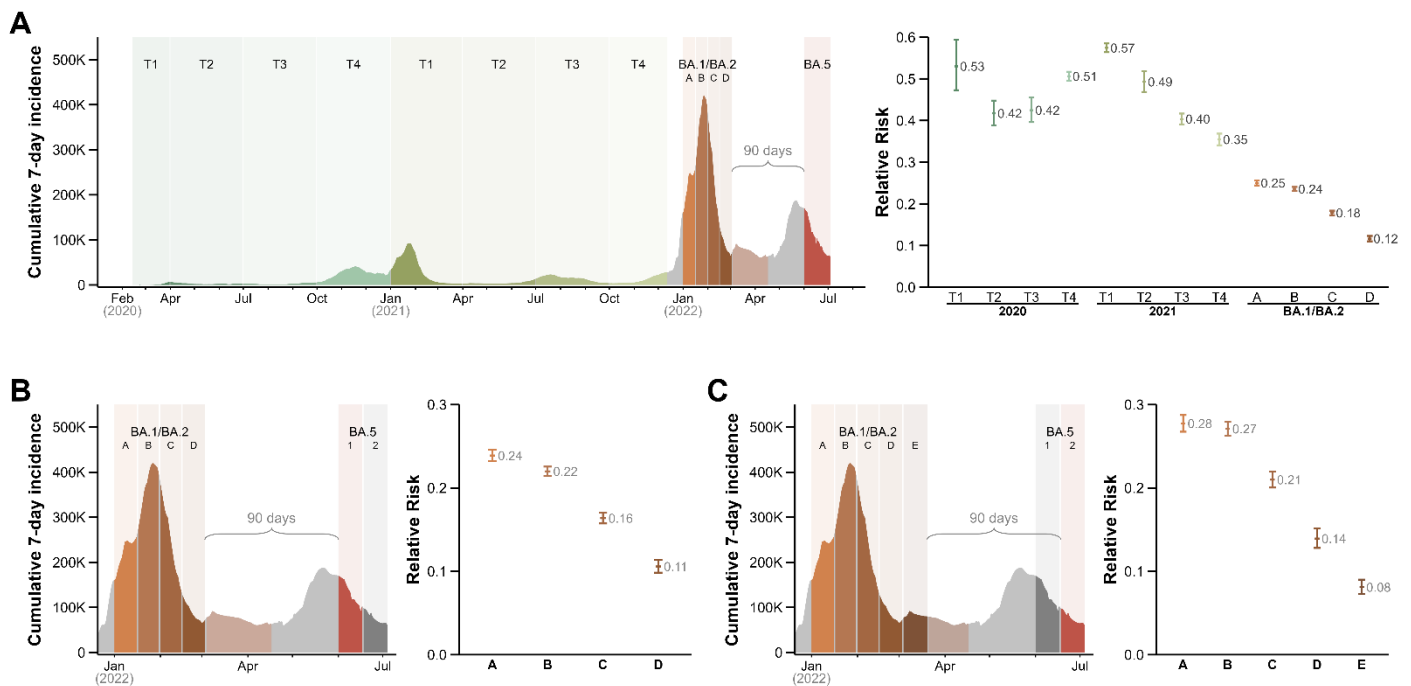 A
Cumulative 7-day incidence
500K
400K
300K
200K
100K
0
T1 T2 T3 T4 T1 T2 T3 T4 BA.1/BA.2 BA.5
A B C D
90 days
Feb Apr Jul Oct Jan Apr Jul Oct Jan Apr Jul
(2020) (2021) (2022)
Relative Risk
0.6
0.5
0.4
0.3
0.2
0.1
0.0
0.53 0.42 0.42 0.51 0.57 0.49 0.40 0.35 0.25 0.24 0.18 0.12
T1 T2 T3 T4 T1 T2 T3 T4 A B C D
2020 2021 BA.1/BA.2
B
Cumulative 7-day incidence
500K
400K
300K
200K
100K
0
BA.1/BA.2 BA.5
A B C D 1 2
90 days
Jan Apr Jul
(2022)
Relative Risk
0.3
0.2
0.1
0.0
0.24 0.22 0.16 0.11
A B C D
C
Cumulative 7-day incidence
500K
400K
300K
200K
100K
0
BA.1/BA.2 BA.5
A B C D E 1 2
90 days
Jan Apr Jul
(2022)
Relative Risk
0.3
0.2
0.1
0.0
0.28 0.27 0.21 0.14 0.08
A B C D E